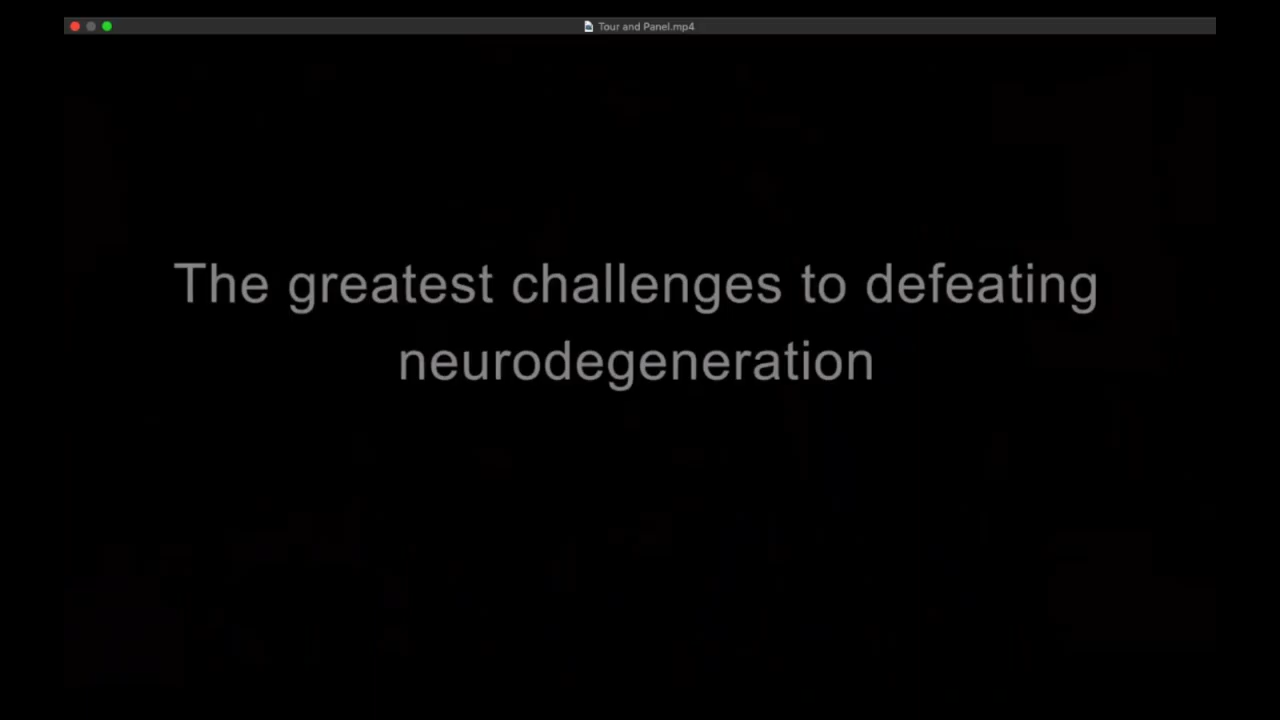 Tour and Panel.mp4
The greatest challenges to defeating
neurodegeneration